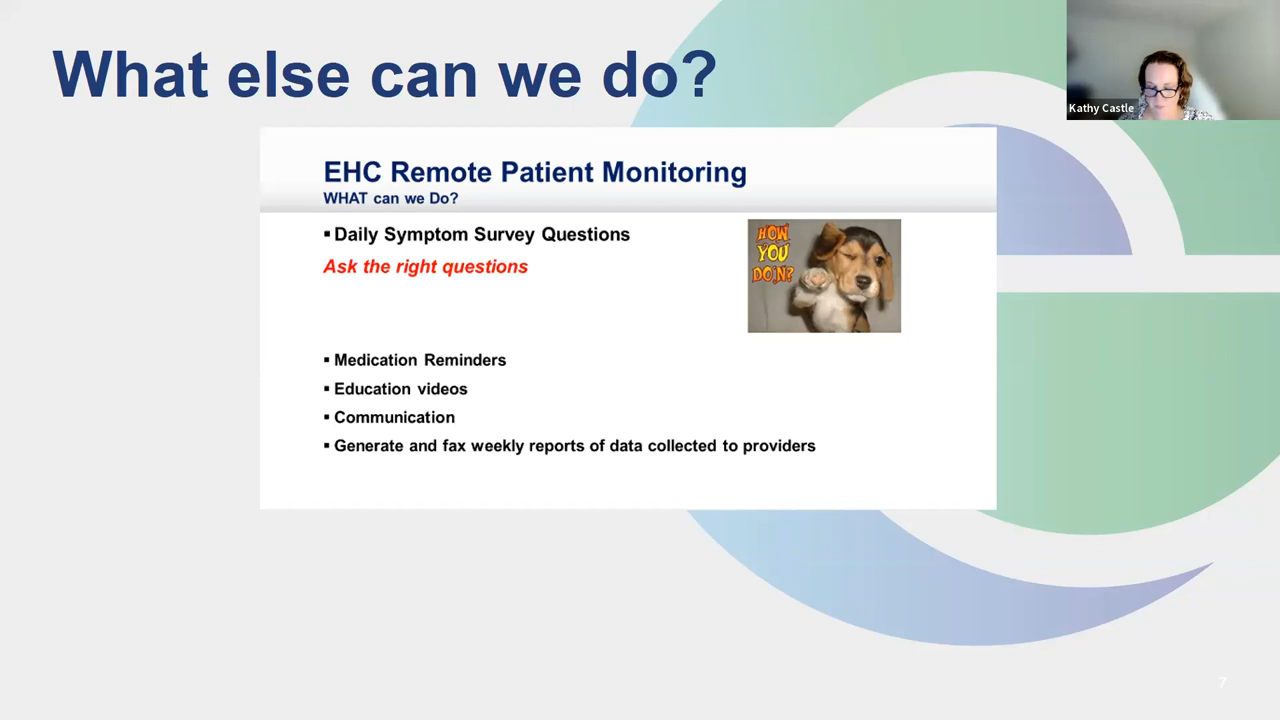 What else can we do?
Kathy Castle
EHC Remote Patient Monitoring
WHAT can we Do?
▪ Daily Symptom Survey Questions
Ask the right questions
HOW
YOU
DOIN?
▪ Medication Reminders
▪ Education videos
▪ Communication
▪ Generate and fax weekly reports of data collected to providers
7